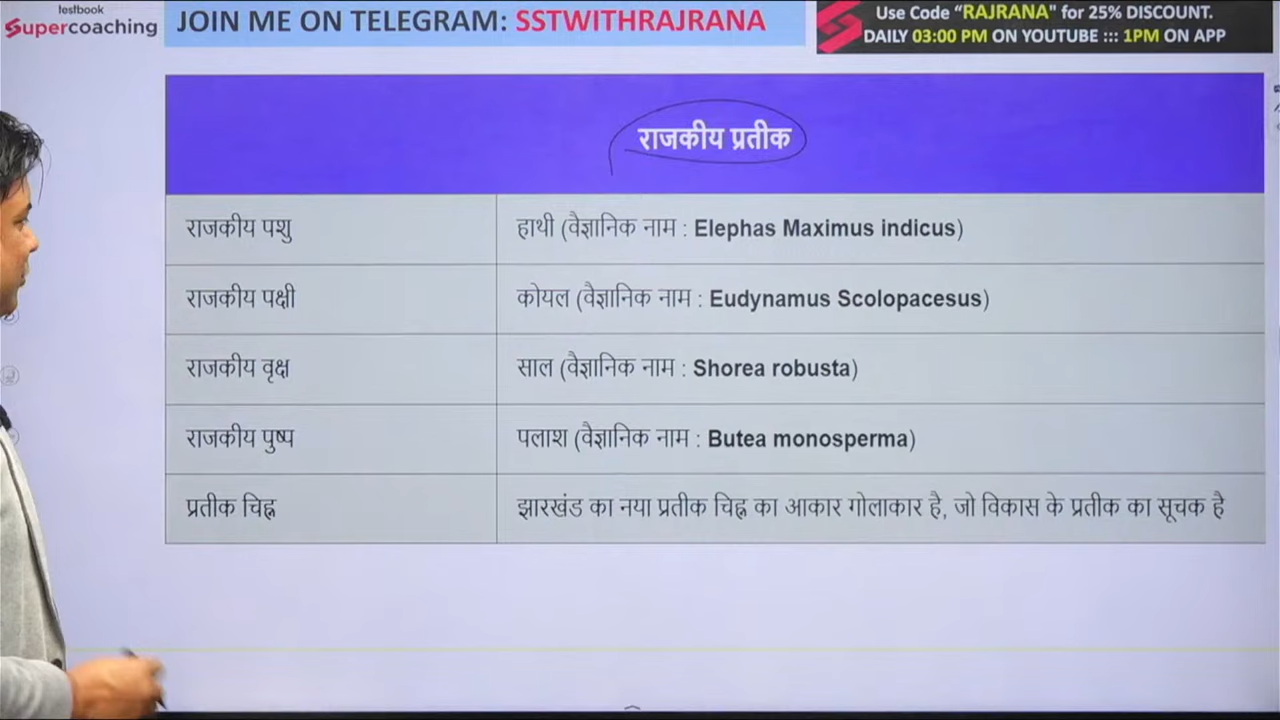 testbook
Supercoaching
JOIN ME ON TELEGRAM: SSTWITHRAJRANA
Use Code “RAJRANA" for 25% DISCOUNT.
DAILY 03:00 PM ON YOUTUBE ::: 1PM ON APP
राजकीय प्रतीक
राजकीय पशु हाथी (वैज्ञानिक नाम : Elephas Maximus indicus)
राजकीय पक्षी कोयल (वैज्ञानिक नाम : Eudynamus Scolopacesus)
राजकीय वृक्ष साल (वैज्ञानिक नाम : Shorea robusta)
राजकीय पुष्प पलाश (वैज्ञानिक नाम : Butea monosperma)
प्रतीक चिह्न झारखंड का नया प्रतीक चिह्न का आकार गोलाकार है, जो विकास के प्रतीक का सूचक है